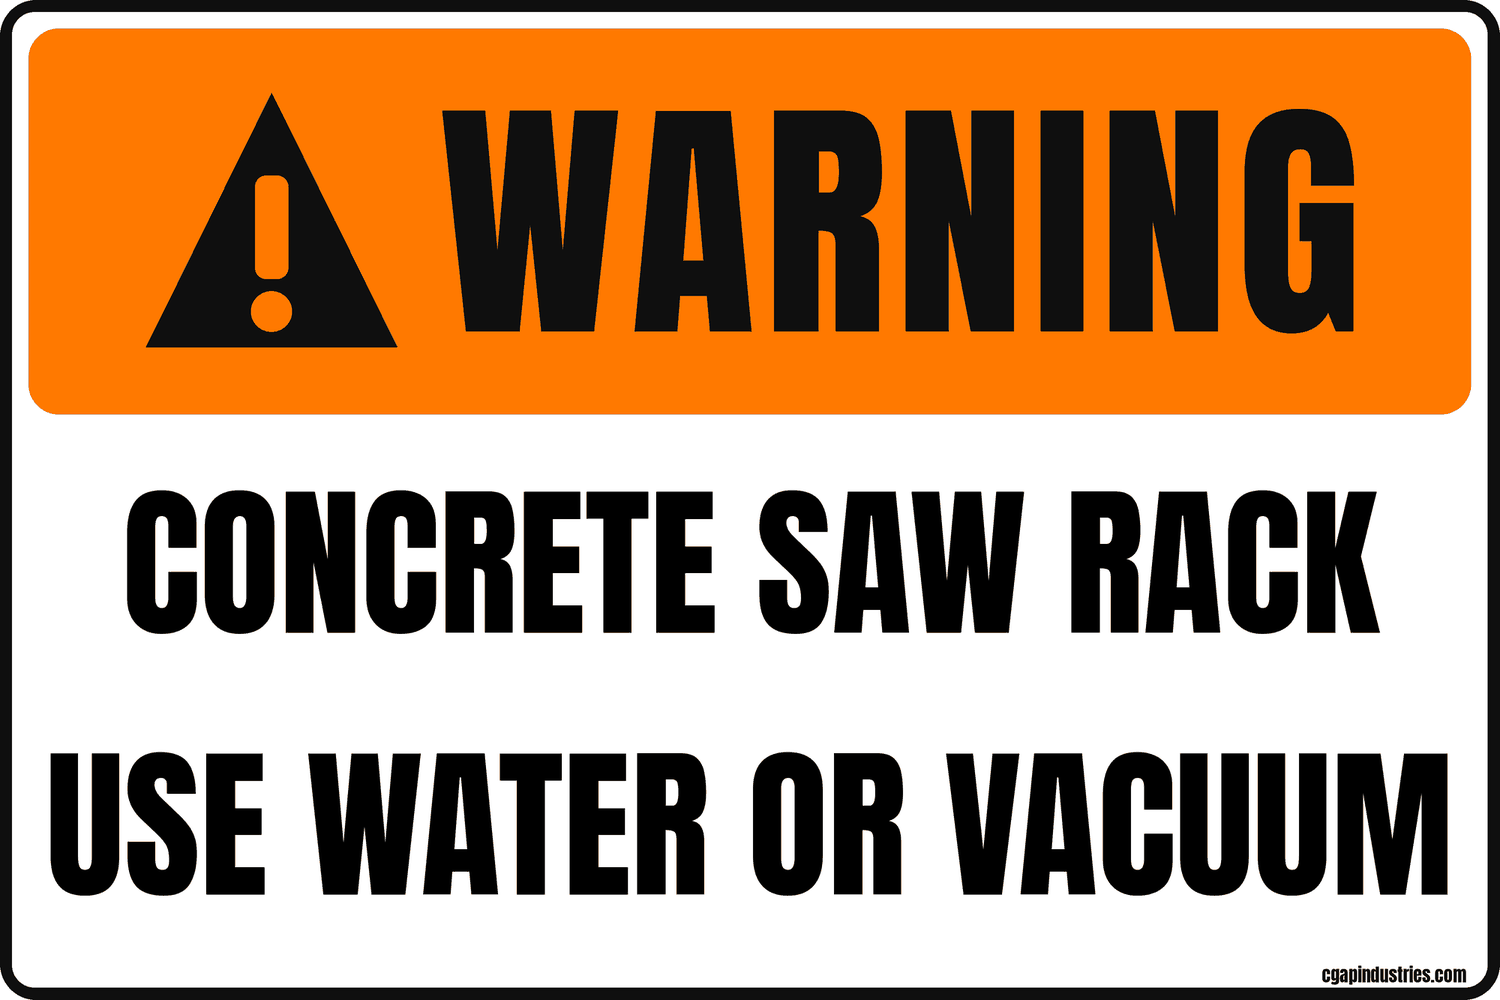 WARNING
CONCRETE SAW RACK
USE WATER OR VACUUM
cgapindustries.com